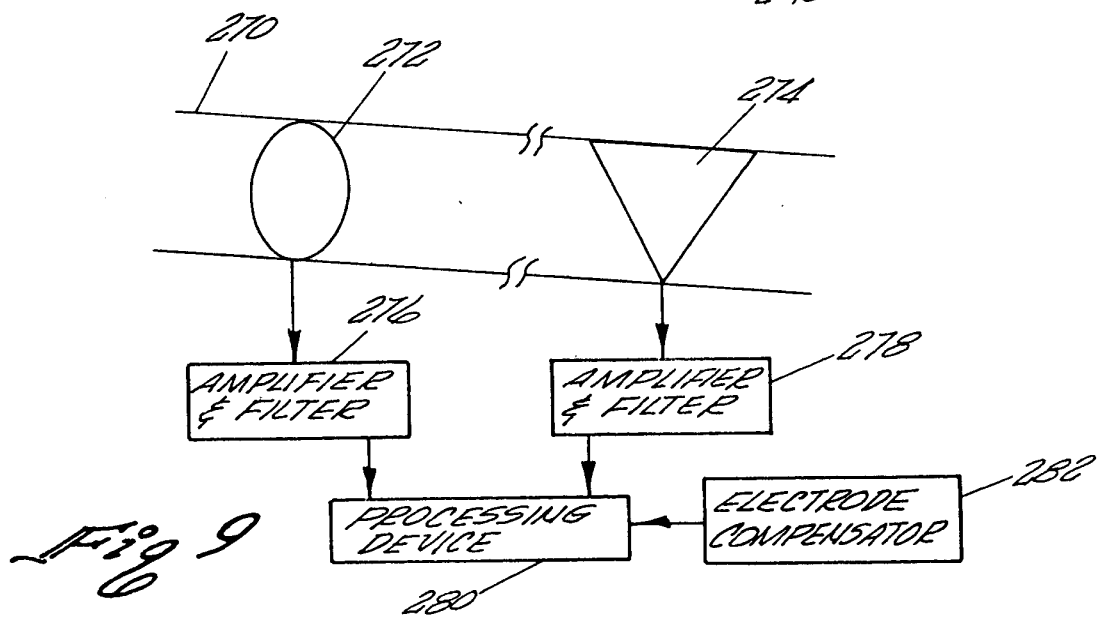 270
272
274
276
278
AMPLIFIER
& FILTER
AMPLIFIER
& FILTER
282
PROCESSING
DEVICE
ELECTRODE
COMPENSATOR
Fig 9
280